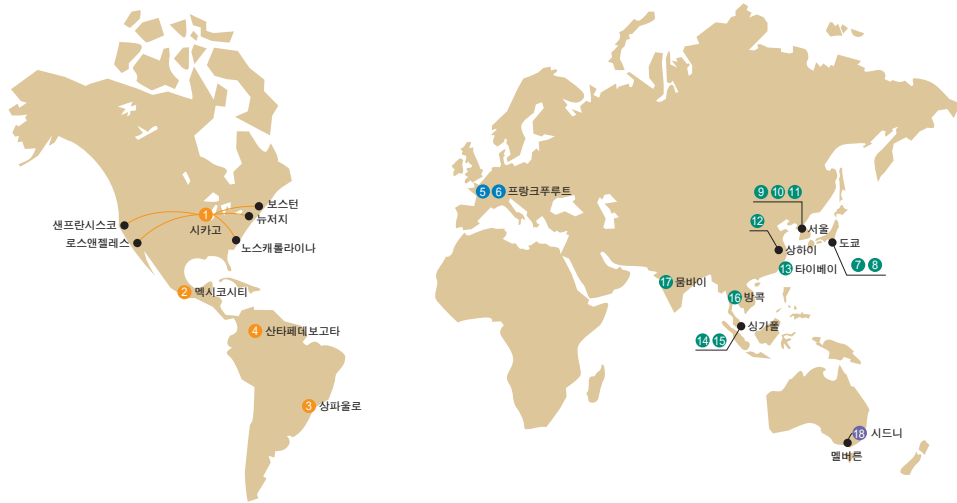 보스턴
1
뉴저지
샌프란시스코
시카고
로스앤젤레스
노스캐롤라이나
2 멕시코시티
4 산타페데보고타
3 상파울로
5 6 프랑크푸루트
9 10 11
12
서울
도쿄
상하이
7 8
13 타이베이
17 뭄바이
16 방콕
싱가폴
14 15
18 시드니
멜버른